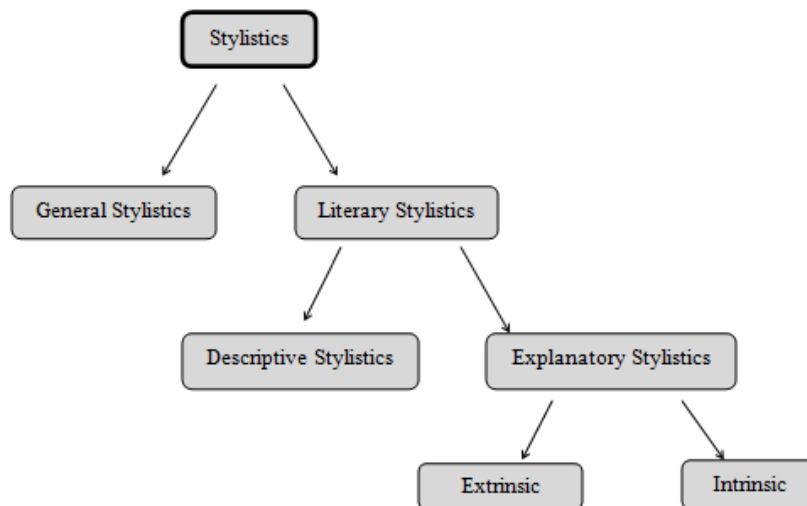 Stylistics
General Stylistics
Literary Stylistics
Descriptive Stylistics
Explanatory Stylistics
Extrinsic
Intrinsic